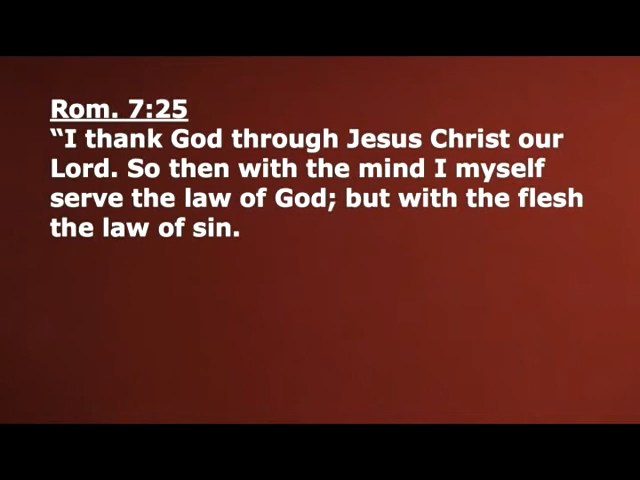 Rom. 7:25
“I thank God through Jesus Christ our
Lord. So then with the mind I myself
serve the law of God; but with the flesh
the law of sin.